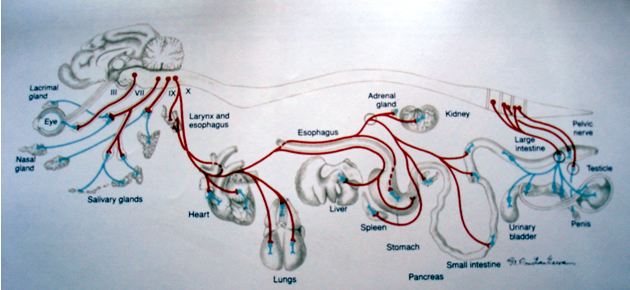 III
VII
IX
X
Lacrimal
gland
Eye
Nasal
gland
Salivary glands
Larynx and
esophagus
Heart
Lungs
Esophagus
Adrenal
gland
Kidney
Liver
Spleen
Stomach
Pancreas
Small intestine
Large
intestine
Pelvic
nerve
Testicle
Penis
Urinary
bladder